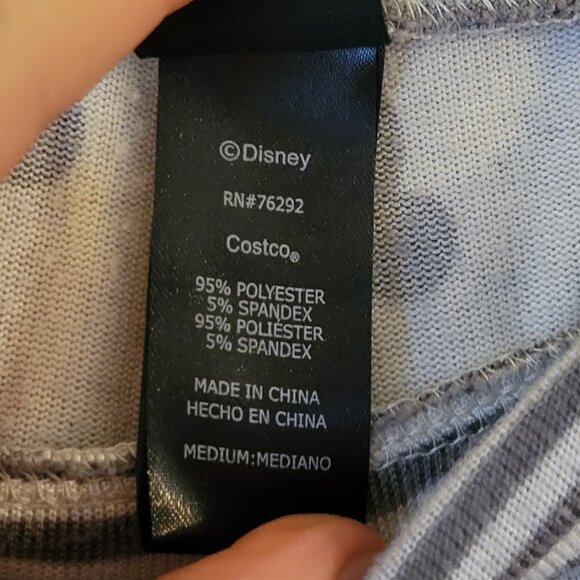 ©Disney
RN#76292
Costco®
95% POLYESTER
5% SPANDEX
95% POLIÉSTER
5% SPANDEX
MADE IN CHINA
HECHO EN CHINA
MEDIUM:MEDIANO